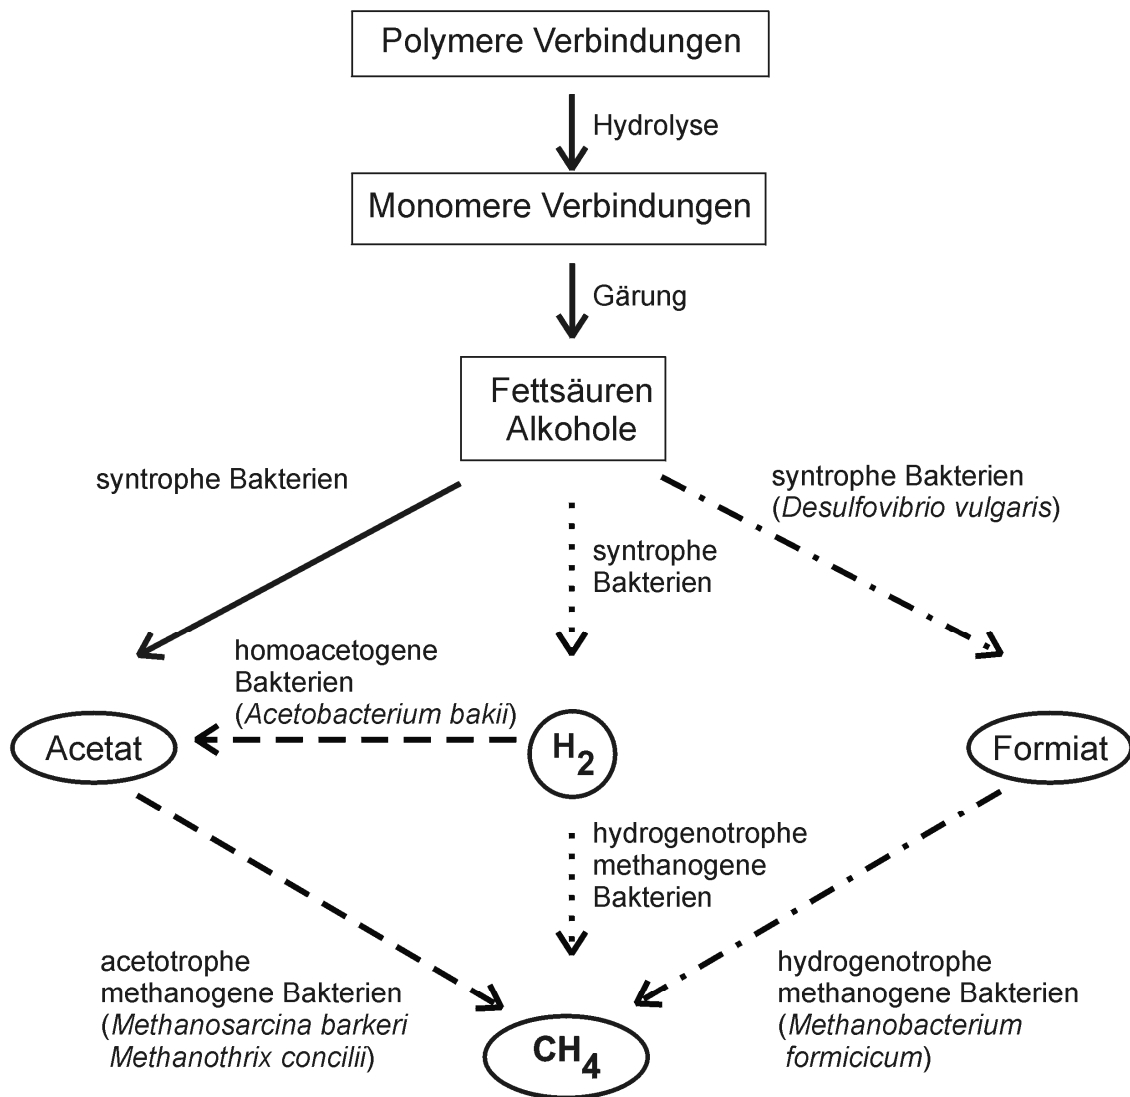 Polymere Verbindungen
Hydrolyse
Monomere Verbindungen
Gärung
Fettsäuren
Alkohole
syntrophe Bakterien
syntrophe
Bakterien
syntrophe Bakterien
(Desulfovibrio vulgaris)
homoacetogene
Bakterien
(Acetobacterium bakii)
Acetat
H2
Formiat
hydrogenotrophe
methanogene
Bakterien
acetotrophe
methanogene Bakterien
(Methanosarcina barkeri
Methanothrix concilii)
CH4
hydrogenotrophe
methanogene Bakterien
(Methanobacterium
formicicum)